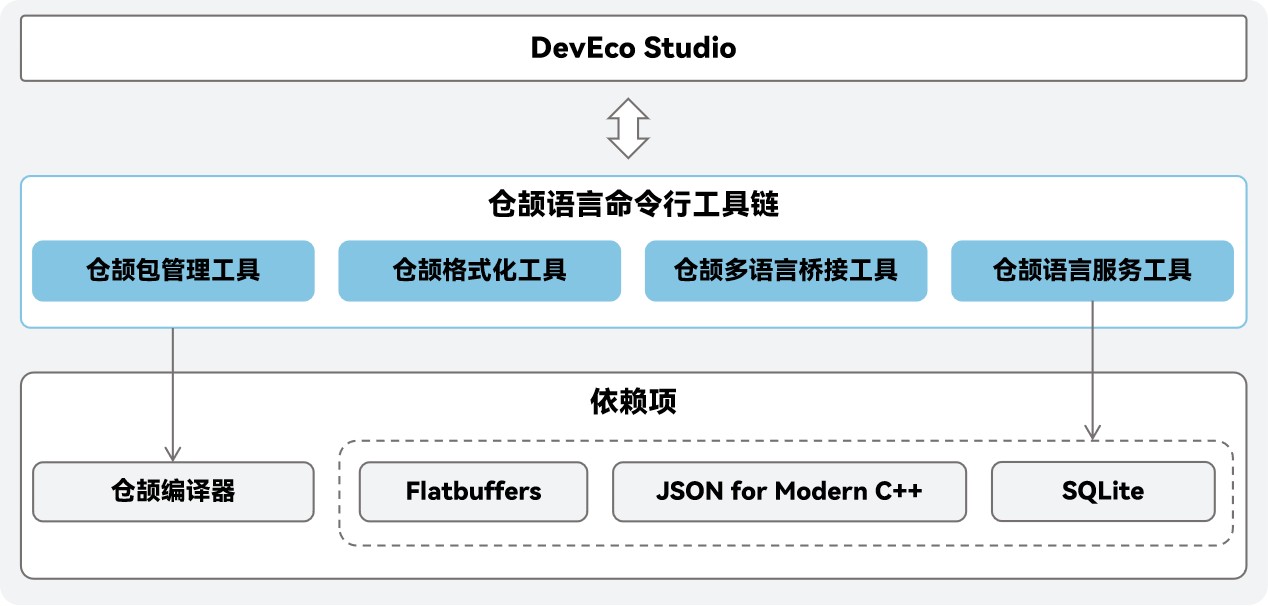 DevEco Studio
仓颉语言命令行工具链
仓颉包管理工具
仓颉格式化工具
仓颉多语言桥接工具
仓颉语言服务工具
依赖项
仓颉编译器
Flatbuffers
JSON for Modern C++
SQLite